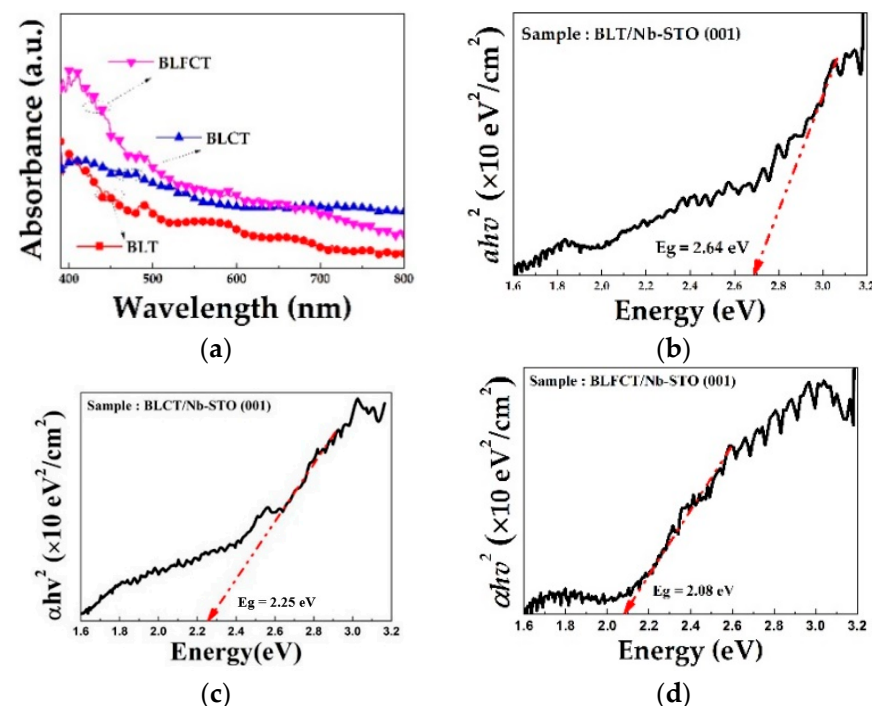 Absorbance (a.u.)
BLFCT
BLCT
BLT
400 500 600 700 800
Wavelength (nm)
(a)
αhν² (×10 eV²/cm²)
Sample : BLT/Nb-STO (001)
Eg = 2.64 eV
1.6 1.8 2.0 2.2 2.4 2.6 2.8 3.0 3.2
Energy (eV)
(b)
αhν² (×10 eV²/cm²)
Sample : BLCT/Nb-STO (001)
Eg = 2.25 eV
1.6 1.8 2.0 2.2 2.4 2.6 2.8 3.0 3.2
Energy(eV)
(c)
αhν² (×10 eV²/cm²)
Sample : BLFCT/Nb-STO (001)
Eg = 2.08 eV
1.6 1.8 2.0 2.2 2.4 2.6 2.8 3.0 3.2
Energy (eV)
(d)